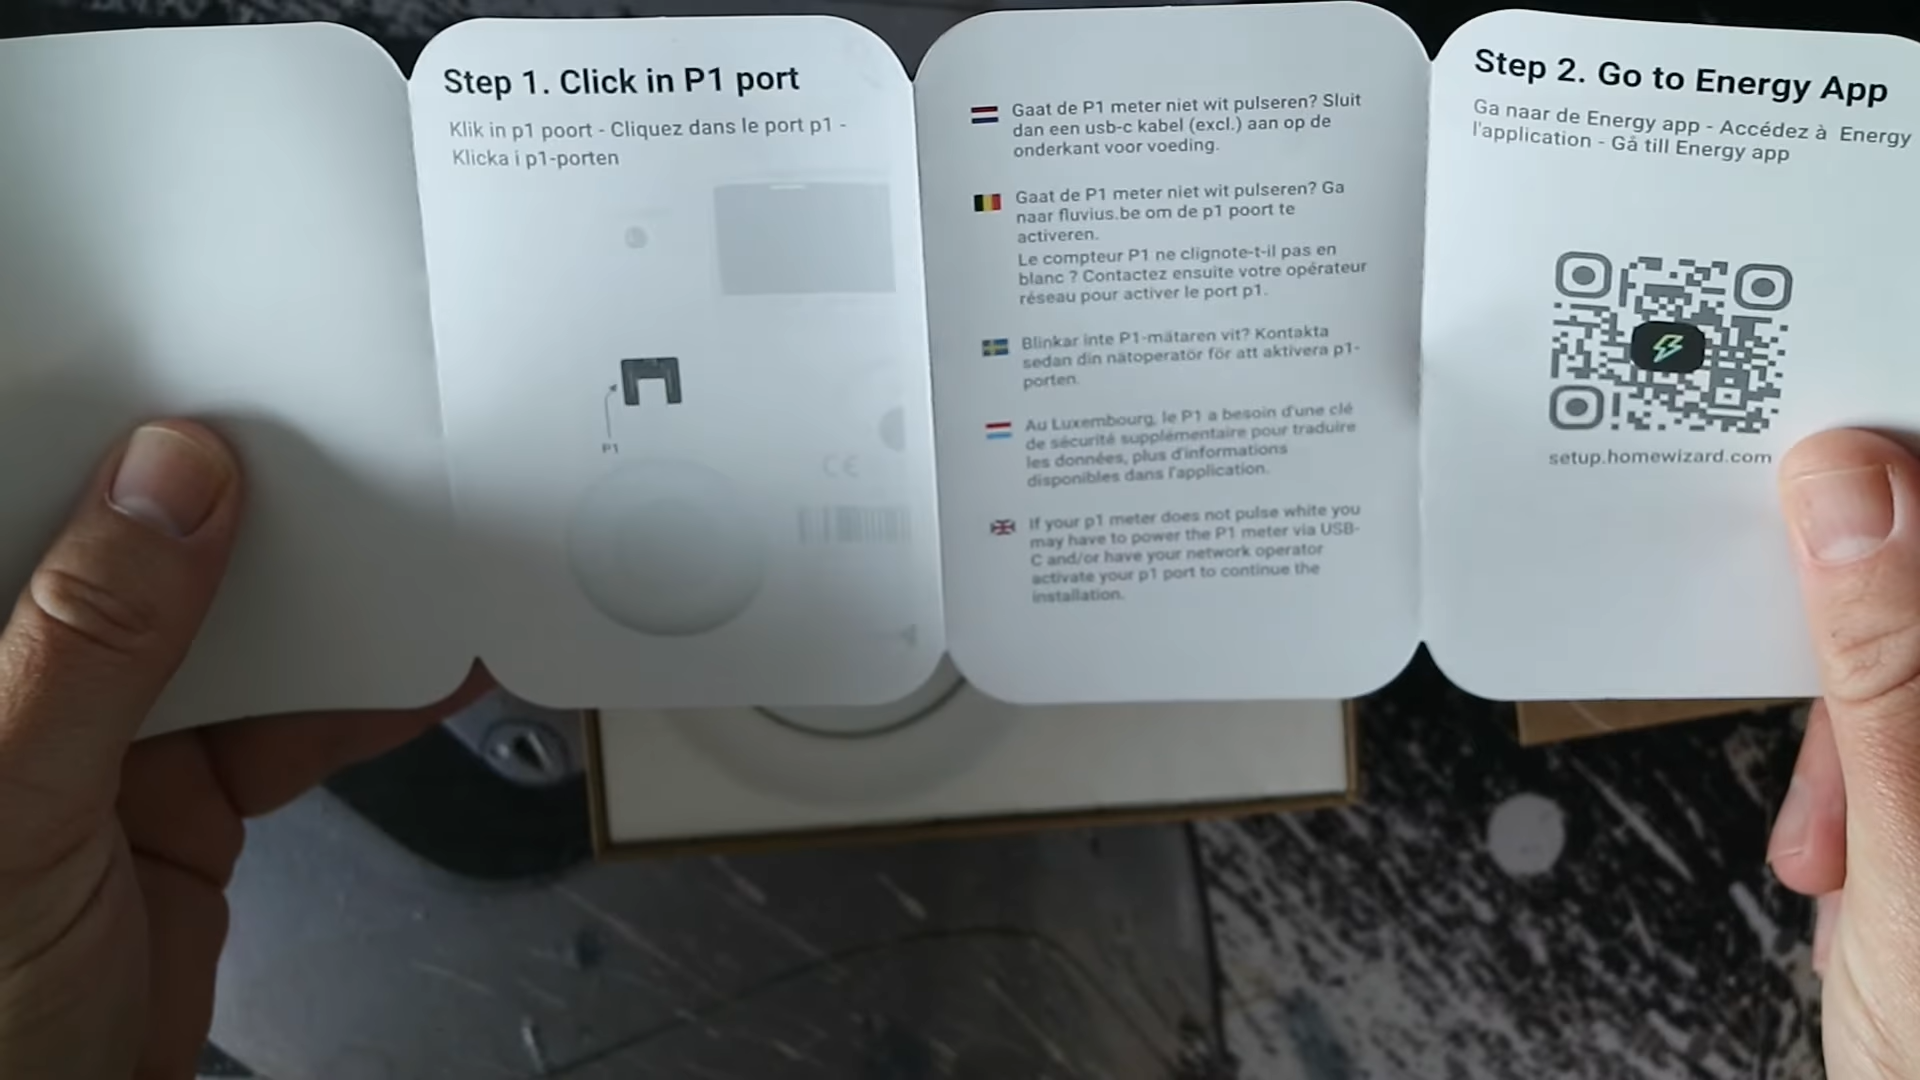 Step 1. Click in P1 port
Klik in p1 poort - Cliquez dans le port p1 -
Klicka i p1-porten
P1
CE
Gaat de P1 meter niet wit pulseren? Sluit
dan een usb-c kabel (excl.) aan op de
onderkant voor voeding.
Gaat de P1 meter niet wit pulseren? Ga
naar fluvius.be om de p1 poort te
activeren.
Le compteur P1 ne clignote-t-il pas en
blanc ? Contactez ensuite votre opérateur
réseau pour activer le port p1.
Blinkar inte P1-mätaren vit? Kontakta
sedan din nätoperatör för att aktivera p1-
porten.
Au Luxembourg, le P1 a besoin d'une clé
de sécurité supplémentaire pour traduire
les données, plus d'informations
disponibles dans l'application.
If your p1 meter does not pulse white you
may have to power the P1 meter via USB-
C and/or have your network operator
activate your p1 port to continue the
installation.
Step 2. Go to Energy App
Ga naar de Energy app - Accédez à Energy
l'application - Gå till Energy app
setup.homewizard.com